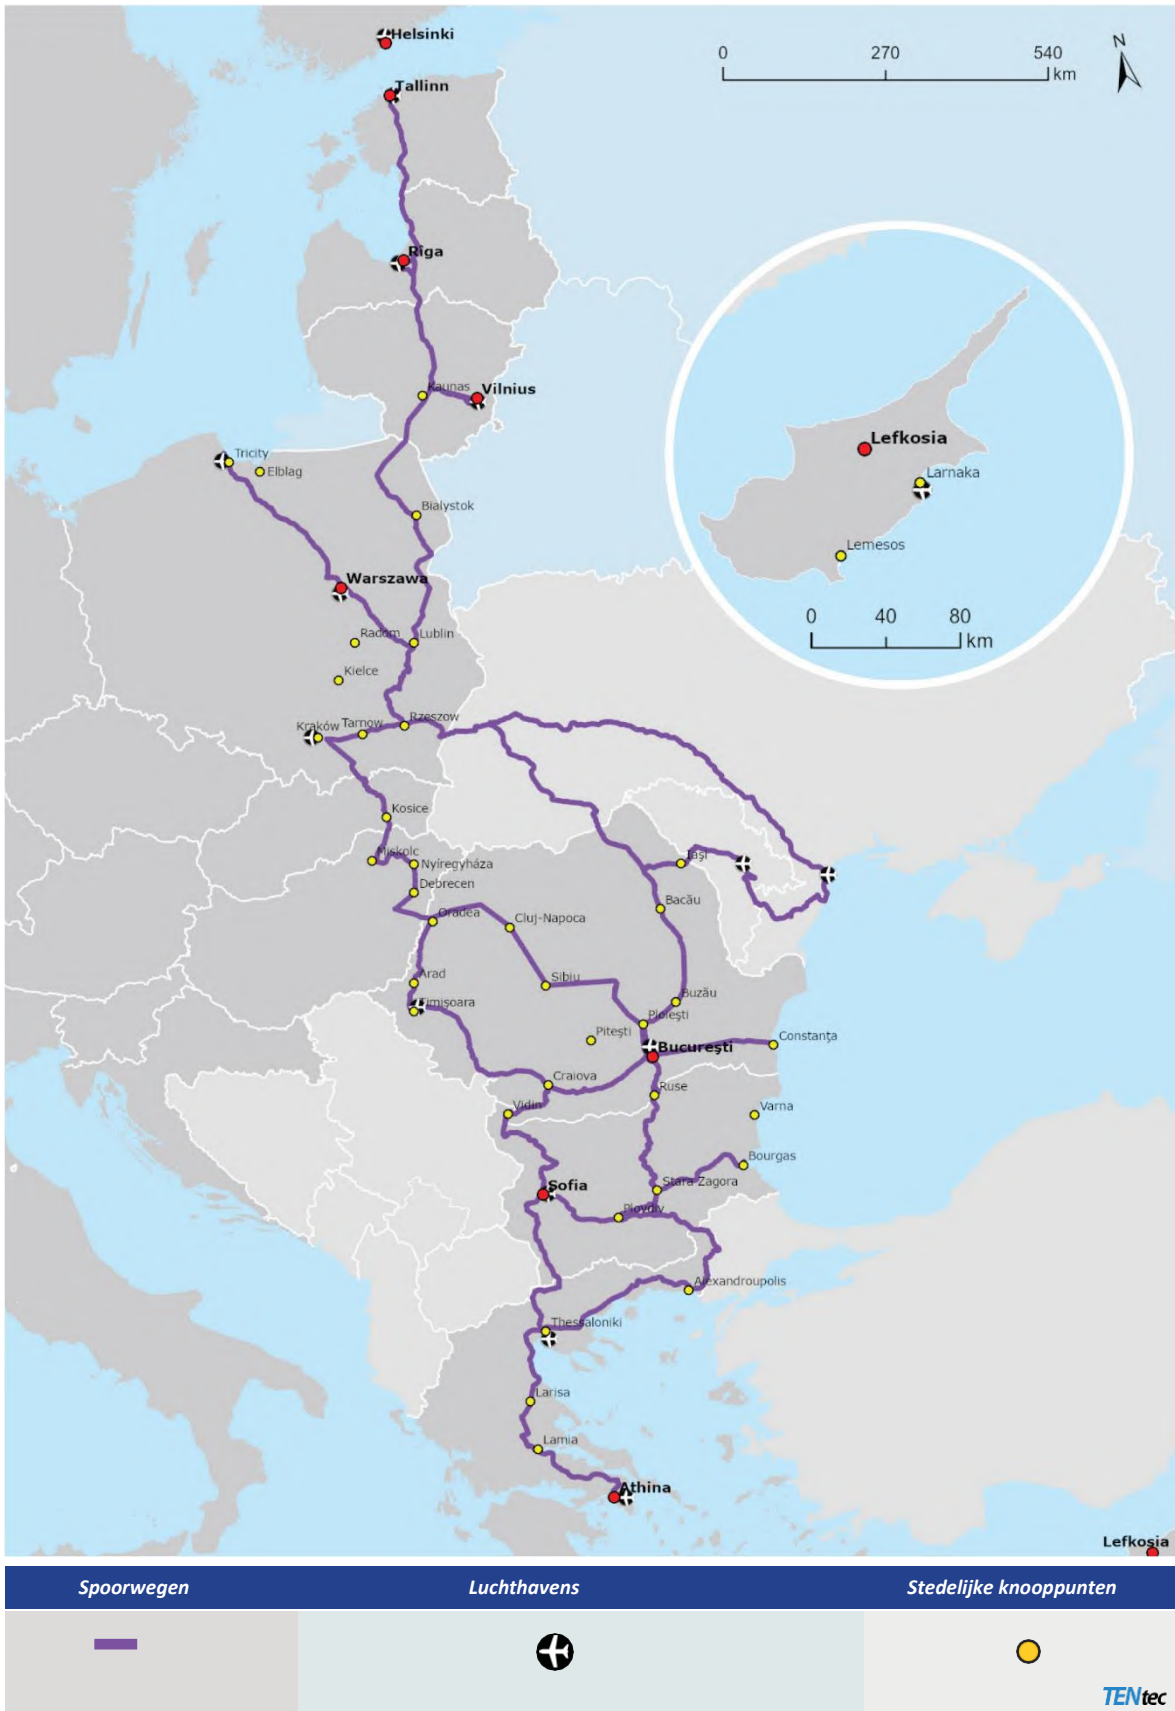 Helsinki
0 270 540
km
N
Tallinn
Rīga
Kaunas
Vilnius
Lefkosia
Larnaka
Lemesos
0 40 80
km
Tricity
Elblag
Bialystok
Warszawa
Radom
Lublin
Kielce
Kraków
Tarnow
Rzeszow
Kosice
Miskolc
Nyíregyháza
Debrecen
Iaşi
Bacău
Oradea
Cluj-Napoca
Arad
Sibiu
Timişoara
Buzău
Ploieşti
Piteşti
Bucureşti
Constanţa
Craiova
Ruse
Vidin
Varna
Bourgas
Sofia
Stara Zagora
Plovdiv
Alexandroupolis
Thessaloniki
Larisa
Lamia
Athina
Lefkosia
Spoorwegen Luchthavens Stedelijke knooppunten
TENtec